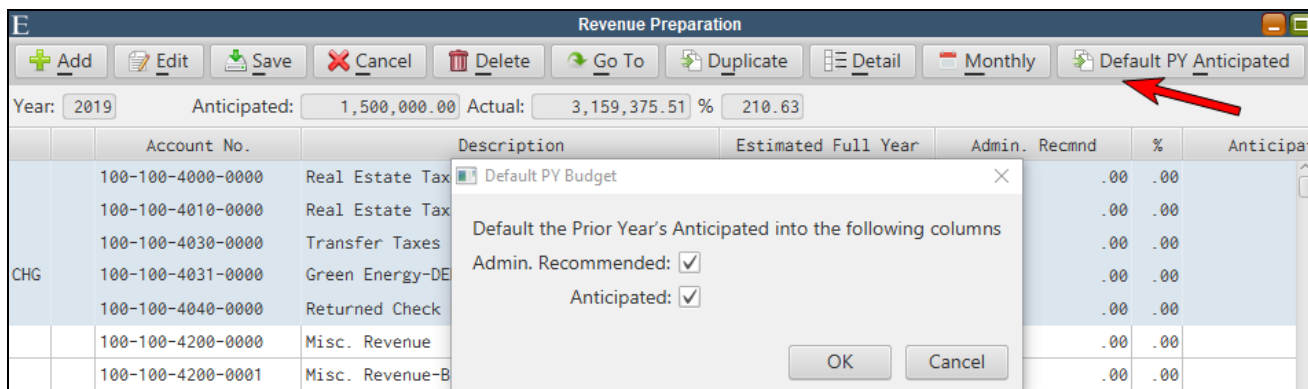 E Revenue Preparation
Add Edit Save Cancel Delete Go To Duplicate Detail Monthly Default PY Anticipated
Year: 2019 Anticipated: 1,500,000.00 Actual: 3,159,375.51 % 210.63
Account No. Description Estimated Full Year Admin. Recmnd % Anticipa
100-100-4000-0000 Real Estate Tax .00 .00
Default PY Budget
100-100-4010-0000 Real Estate Tax .00 .00
Default the Prior Year's Anticipated into the following columns
100-100-4030-0000 Transfer Taxes .00 .00
Admin. Recommended:
CHG 100-100-4031-0000 Green Energy-DE .00 .00
Anticipated:
100-100-4040-0000 Returned Check .00 .00
100-100-4200-0000 Misc. Revenue .00 .00
OK Cancel
100-100-4200-0001 Misc. Revenue-B .00 .00